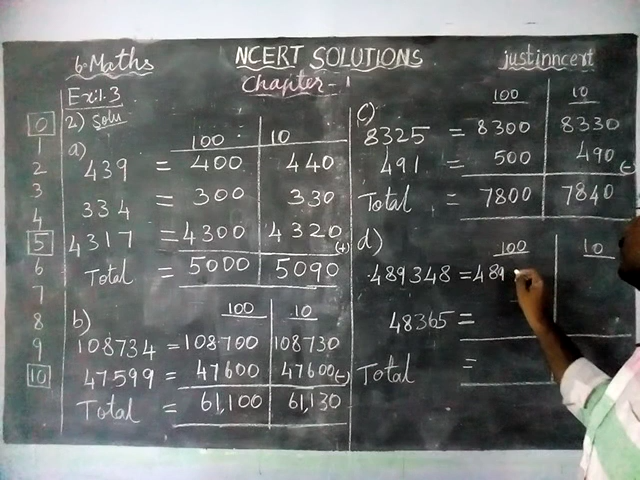 6. Maths NCERT SOLUTIONS justinncert
Chapter - 1
Ex:1.3
2) Solu
0
1
2
3
4
5
6
7
8
9
10
a)
100 10
439 = 400 440
334 = 300 330
4317 = 4300 4320 (+)
Total = 5000 5090
b)
100 10
108734 = 108700 108730
47599 = 47600 47600 (-)
Total = 61,100 61,130
c)
100 10
8325 = 8300 8330
491 = 500 490 (-)
Total = 7800 7840
d)
100 10
489348 = 489
48365 =
Total =